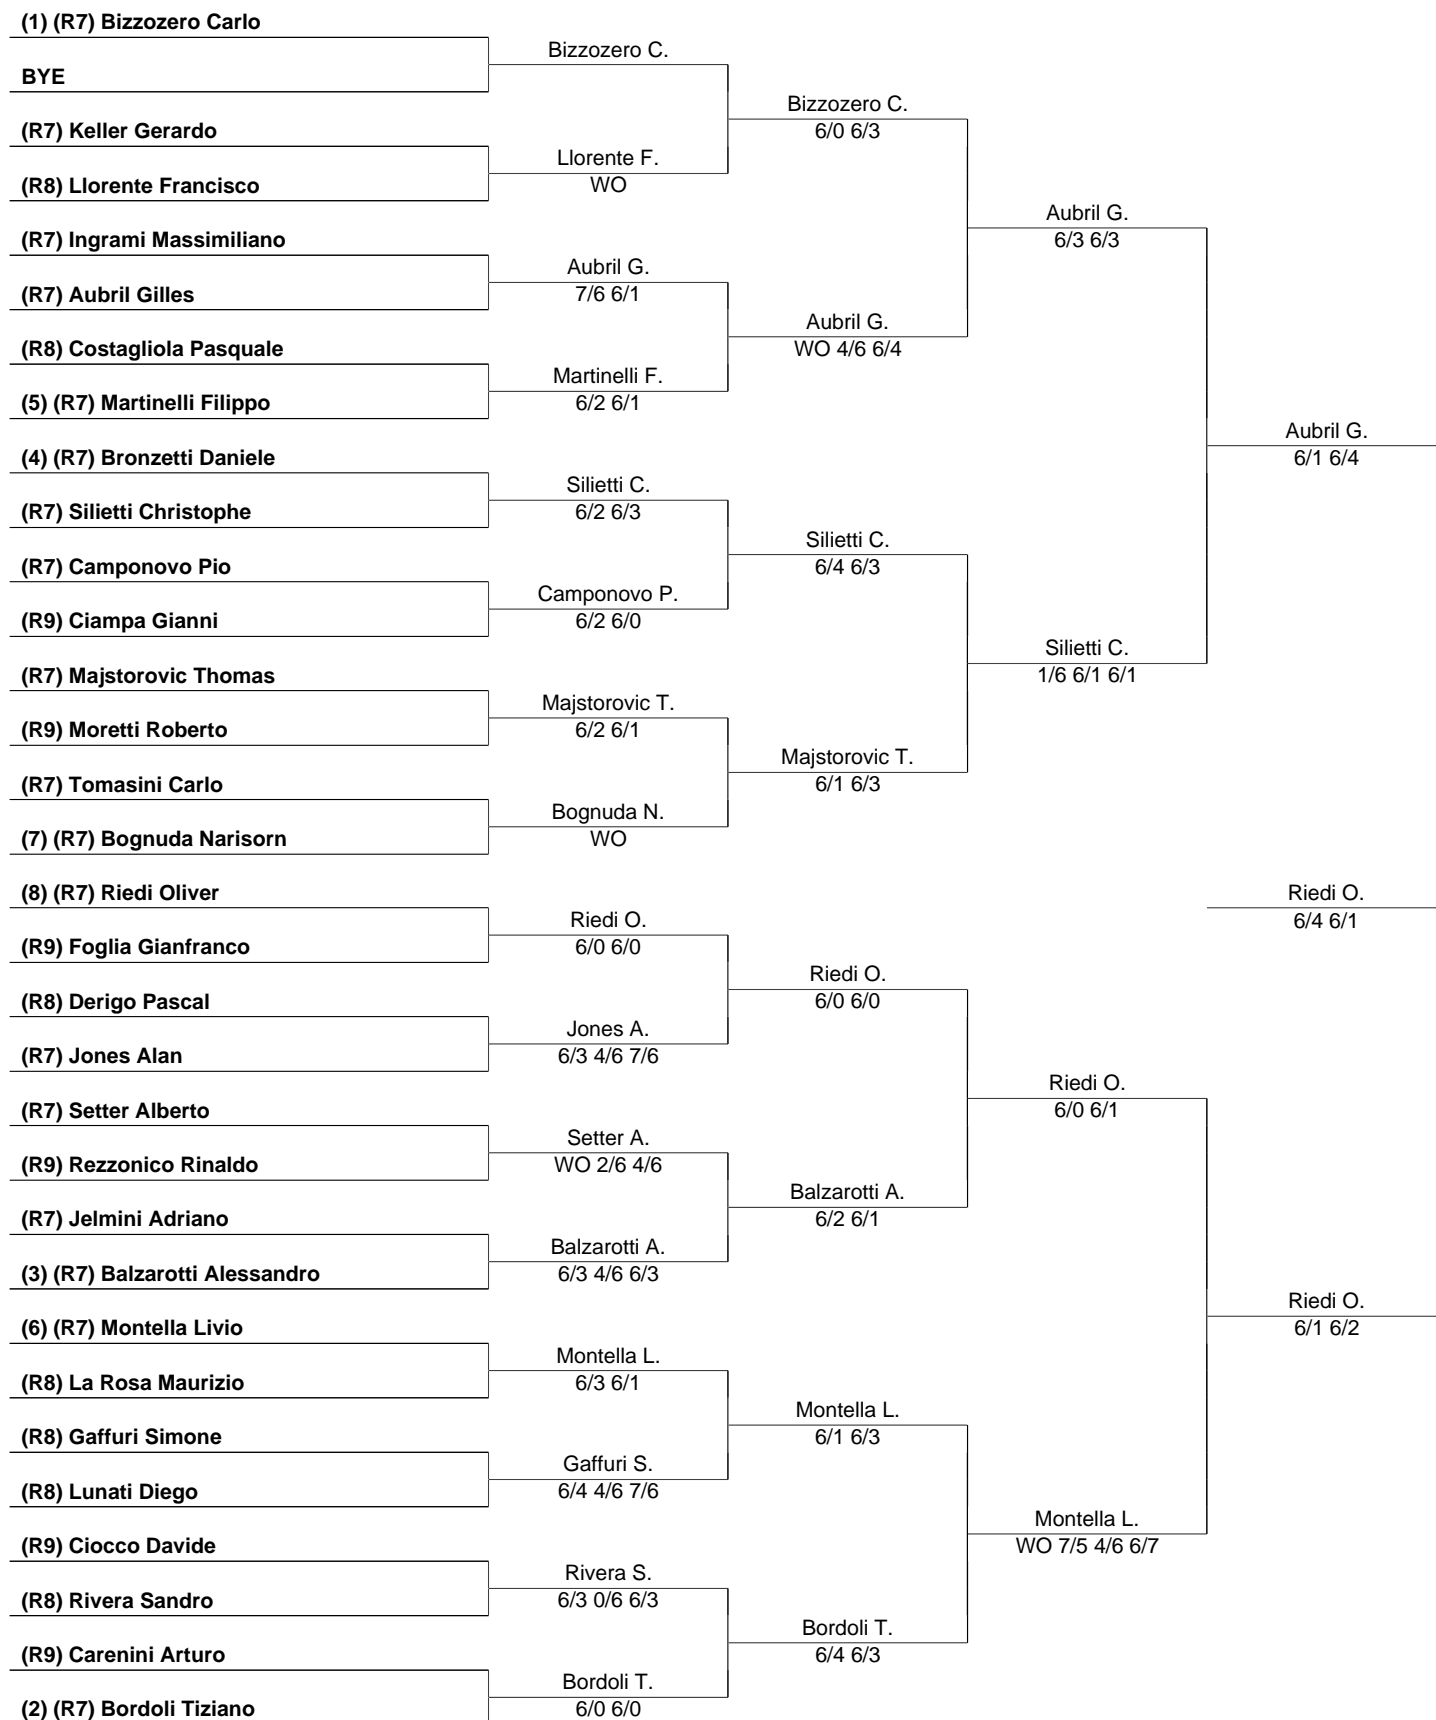 (1) (R7) Bizzozero Carlo
BYE
(R7) Keller Gerardo
(R8) Llorente Francisco
(R7) Ingrami Massimiliano
(R7) Aubril Gilles
(R8) Costagliola Pasquale
(5) (R7) Martinelli Filippo
(4) (R7) Bronzetti Daniele
(R7) Silietti Christophe
(R7) Camponovo Pio
(R9) Ciampa Gianni
(R7) Majstorovic Thomas
(R9) Moretti Roberto
(R7) Tomasini Carlo
(7) (R7) Bognuda Narisorn
(8) (R7) Riedi Oliver
(R9) Foglia Gianfranco
(R8) Derigo Pascal
(R7) Jones Alan
(R7) Setter Alberto
(R9) Rezzonico Rinaldo
(R7) Jelmini Adriano
(3) (R7) Balzarotti Alessandro
(6) (R7) Montella Livio
(R8) La Rosa Maurizio
(R8) Gaffuri Simone
(R8) Lunati Diego
(R9) Ciocco Davide
(R8) Rivera Sandro
(R9) Carenini Arturo
(2) (R7) Bordoli Tiziano
Bizzozero C.
Llorente F.
WO
Aubril G.
7/6 6/1
Martinelli F.
6/2 6/1
Silietti C.
6/2 6/3
Camponovo P.
6/2 6/0
Majstorovic T.
6/2 6/1
Bognuda N.
WO
Riedi O.
6/0 6/0
Jones A.
6/3 4/6 7/6
Setter A.
WO 2/6 4/6
Balzarotti A.
6/3 4/6 6/3
Montella L.
6/3 6/1
Gaffuri S.
6/4 4/6 7/6
Rivera S.
6/3 0/6 6/3
Bordoli T.
6/0 6/0
Bizzozero C.
6/0 6/3
Aubril G.
WO 4/6 6/4
Silietti C.
6/4 6/3
Majstorovic T.
6/1 6/3
Riedi O.
6/0 6/0
Balzarotti A.
6/2 6/1
Montella L.
6/1 6/3
Bordoli T.
6/4 6/3
Aubril G.
6/3 6/3
Silietti C.
1/6 6/1 6/1
Riedi O.
6/0 6/1
Montella L.
WO 7/5 4/6 6/7
Aubril G.
6/1 6/4
Riedi O.
6/4 6/1
Riedi O.
6/1 6/2